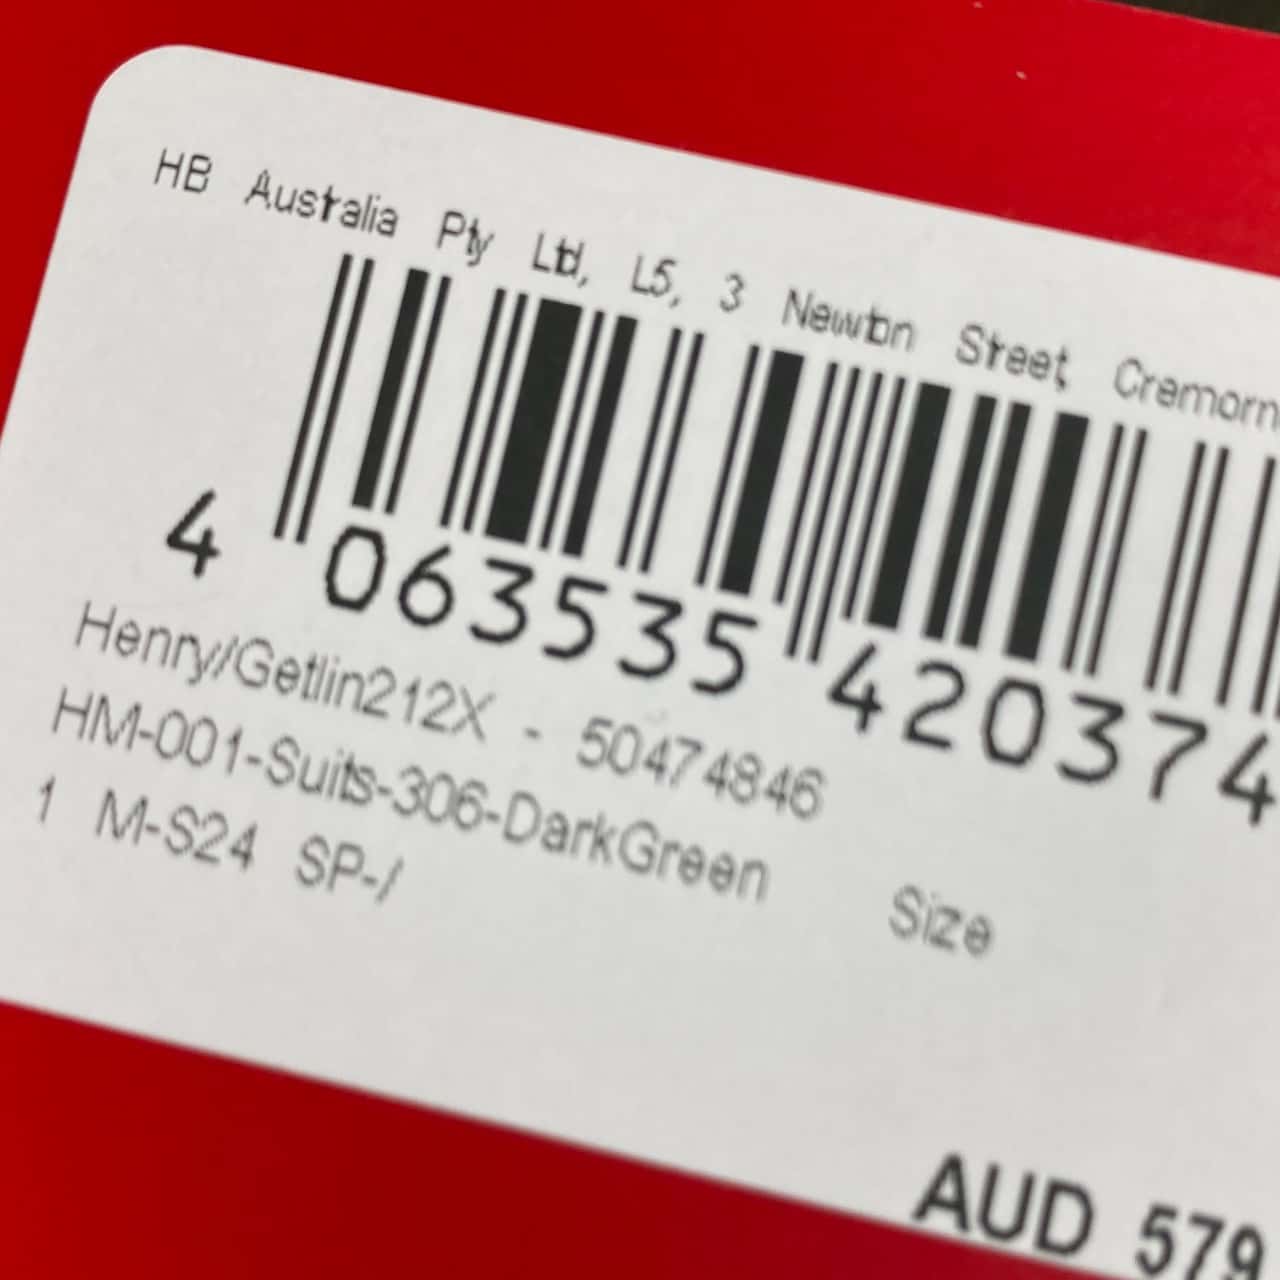 HB Australia Pty Ltd, L5, 3 Newton Street, Cremorn
4 063535 420374
Henry/Getlin212X - 50474846
HM-001-Suits-306-DarkGreen Size
1 M-S24 SP-/
AUD 579